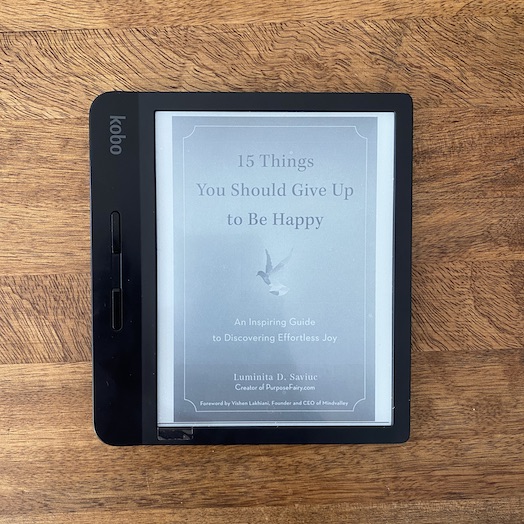 kobo
15 Things
You Should Give Up
to Be Happy
An Inspiring Guide
to Discovering Effortless Joy
Luminita D. Saviuc
Creator of PurposeFairy.com
Foreword by Vishen Lakhiani, Founder and CEO of Mindvalley